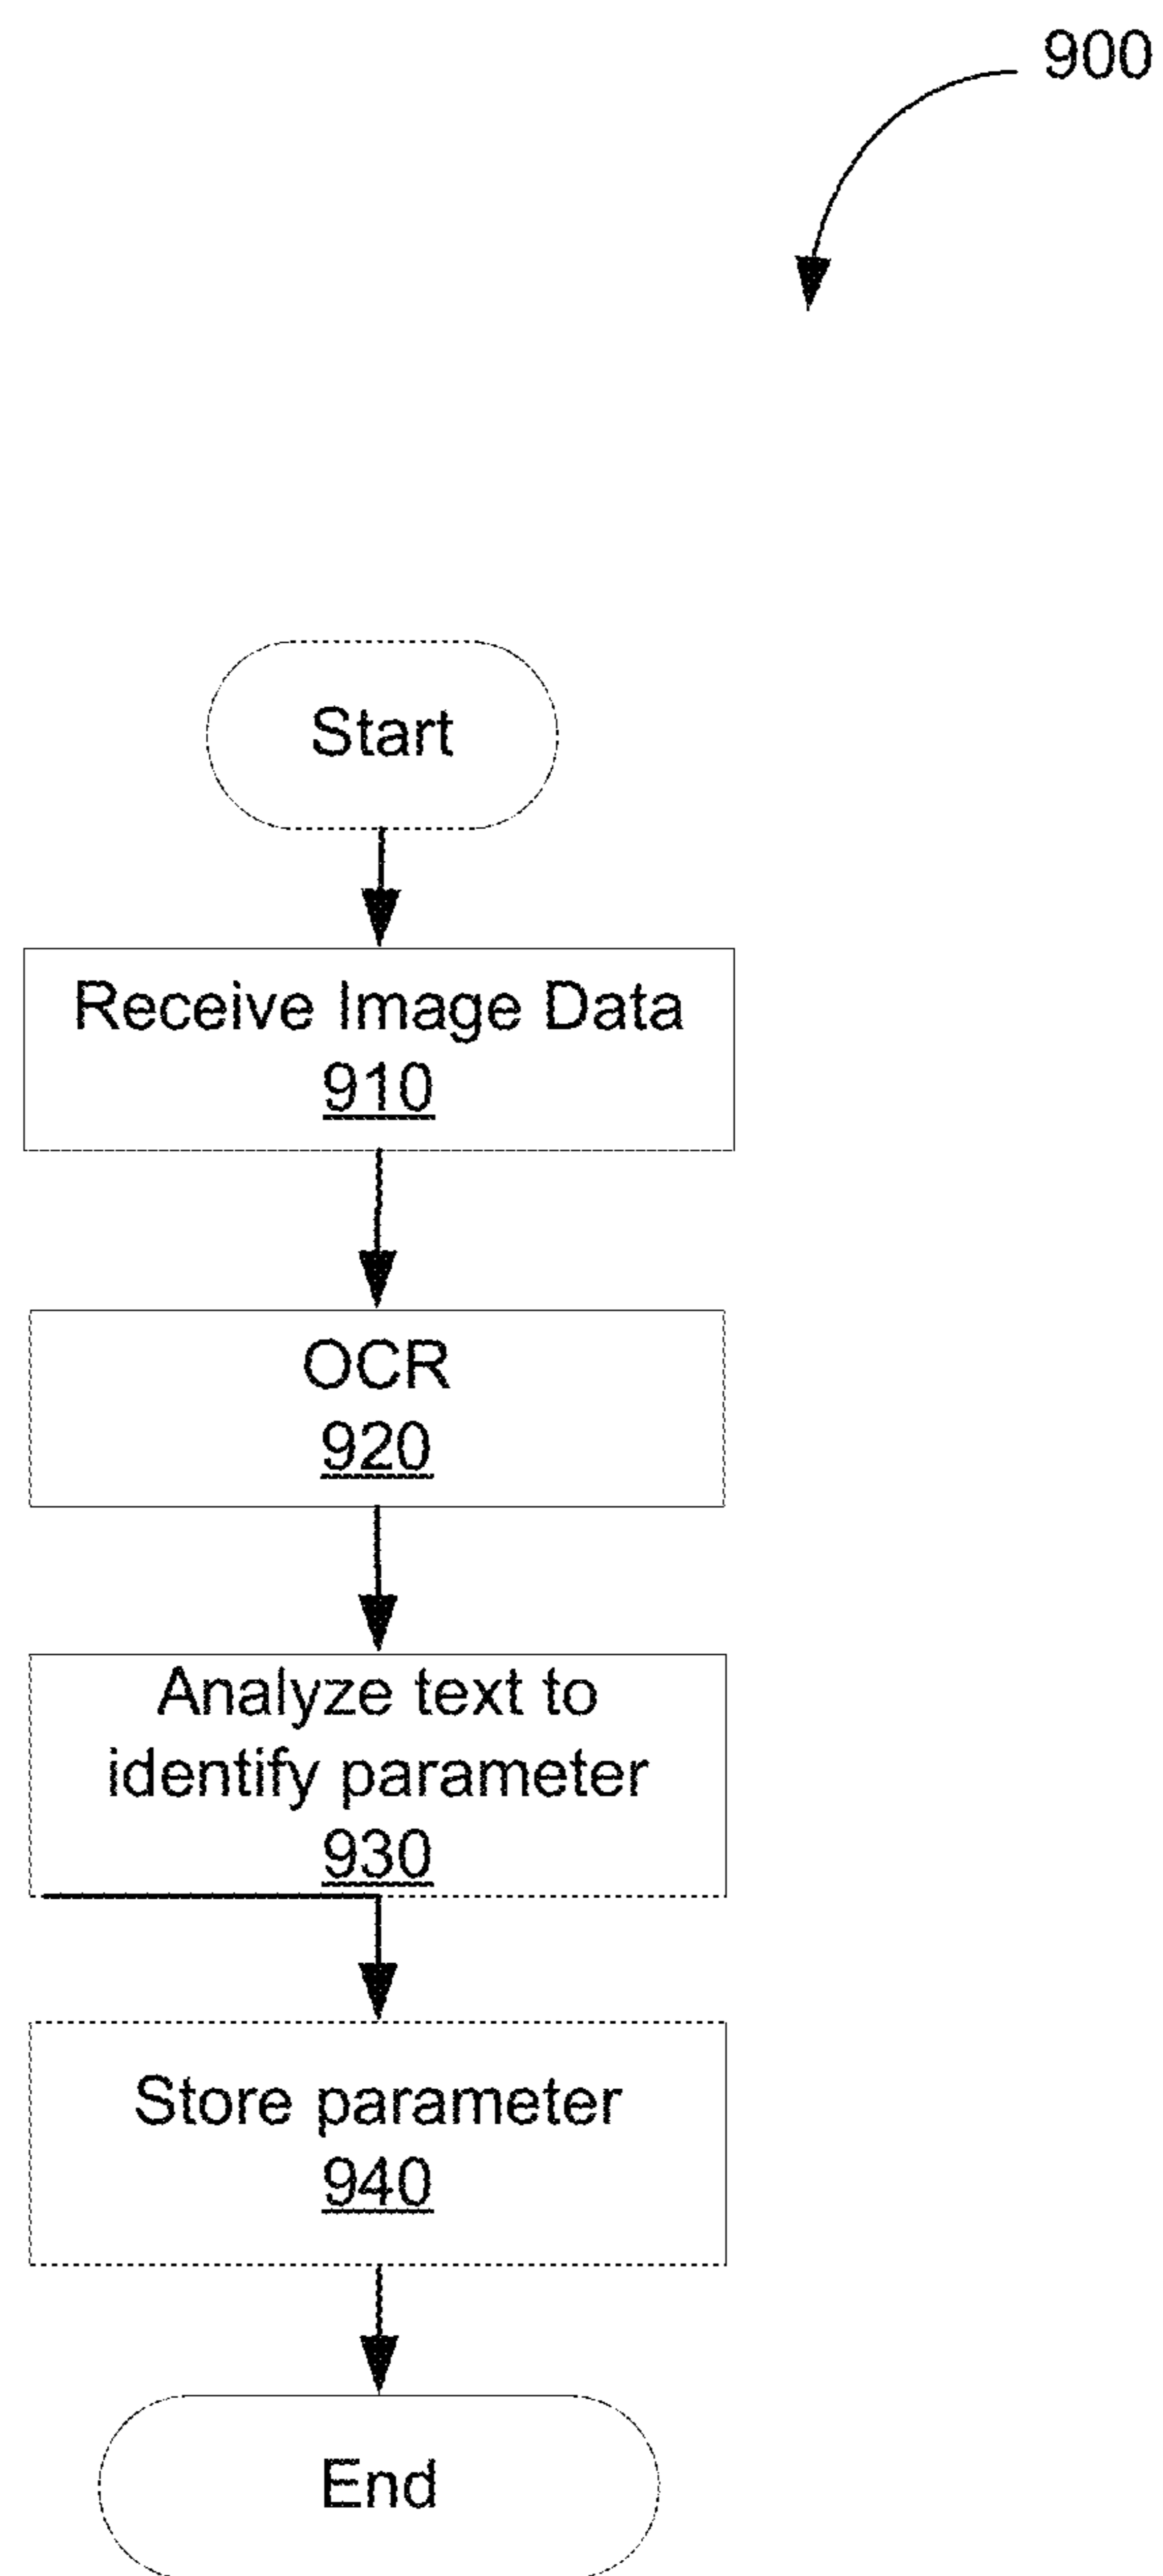 900
Start
Receive Image Data
910
OCR
920
Analyze text to
identify parameter
930
Store parameter
940
End